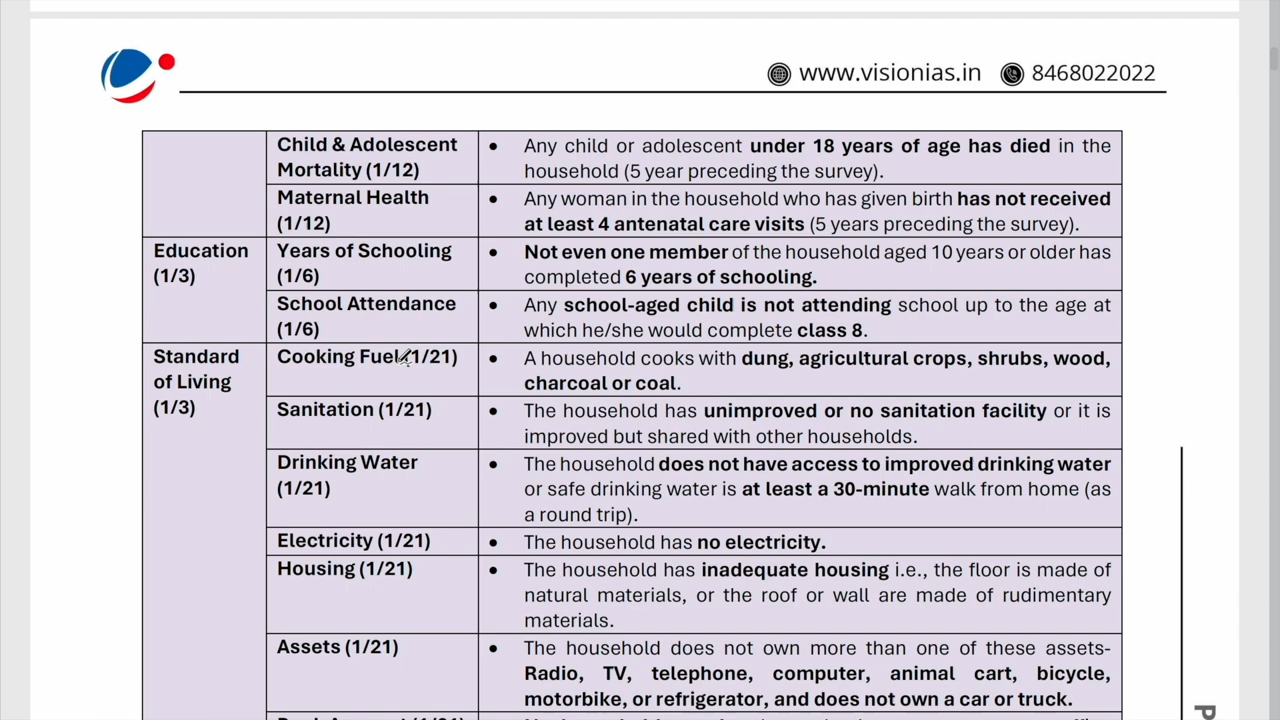 www.visionias.in 8468022022
Child & Adolescent
Mortality (1/12)
• Any child or adolescent under 18 years of age has died in the
household (5 year preceding the survey).
Maternal Health
(1/12)
• Any woman in the household who has given birth has not received
at least 4 antenatal care visits (5 years preceding the survey).
Education
(1/3)
Years of Schooling
(1/6)
• Not even one member of the household aged 10 years or older has
completed 6 years of schooling.
School Attendance
(1/6)
• Any school-aged child is not attending school up to the age at
which he/she would complete class 8.
Standard
of Living
(1/3)
Cooking Fuel (1/21)
• A household cooks with dung, agricultural crops, shrubs, wood,
charcoal or coal.
Sanitation (1/21)
• The household has unimproved or no sanitation facility or it is
improved but shared with other households.
Drinking Water
(1/21)
• The household does not have access to improved drinking water
or safe drinking water is at least a 30-minute walk from home (as
a round trip).
Electricity (1/21)
• The household has no electricity.
Housing (1/21)
• The household has inadequate housing i.e., the floor is made of
natural materials, or the roof or wall are made of rudimentary
materials.
Assets (1/21)
• The household does not own more than one of these assets-
Radio, TV, telephone, computer, animal cart, bicycle,
motorbike, or refrigerator, and does not own a car or truck.
P